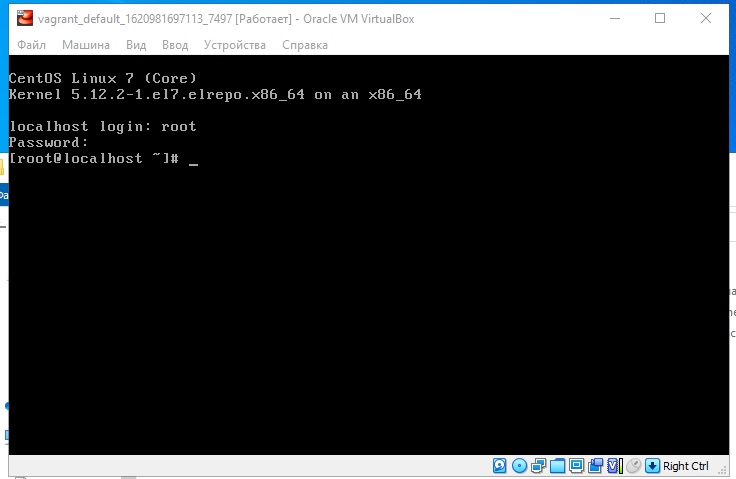 vagrant_default_1620981697113_7497 [Работает] - Oracle VM VirtualBox
Файл Машина Вид Ввод Устройства Справка
CentOS Linux 7 (Core)
Kernel 5.12.2-1.el7.elrepo.x86_64 on an x86_64
localhost login: root
Password:
[root@localhost ~]# _
Right Ctrl